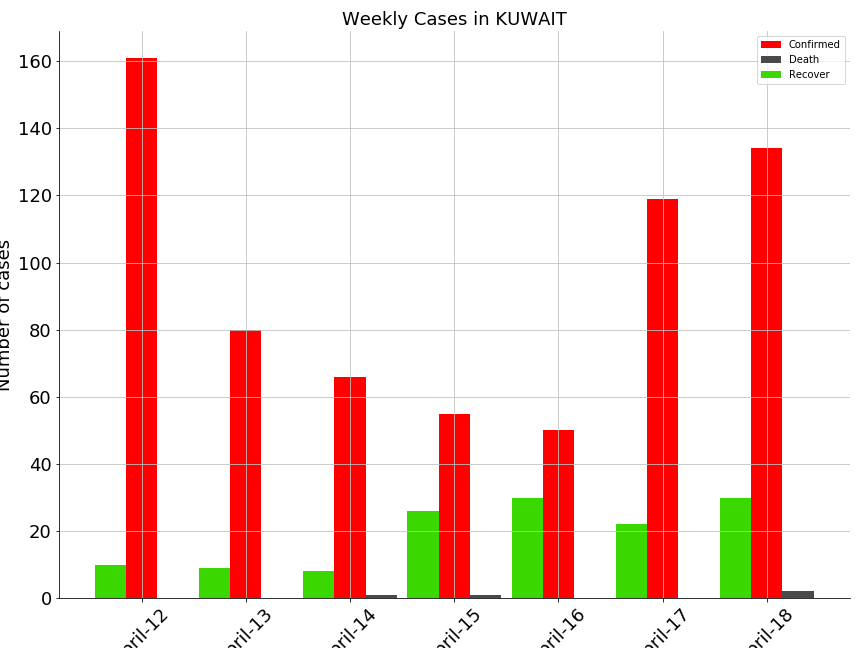 Weekly Cases in KUWAIT
Confirmed
Death
Recover
Number of cases
160
140
120
100
80
60
40
20
0
pril-12
pril-13
pril-14
pril-15
pril-16
pril-17
pril-18